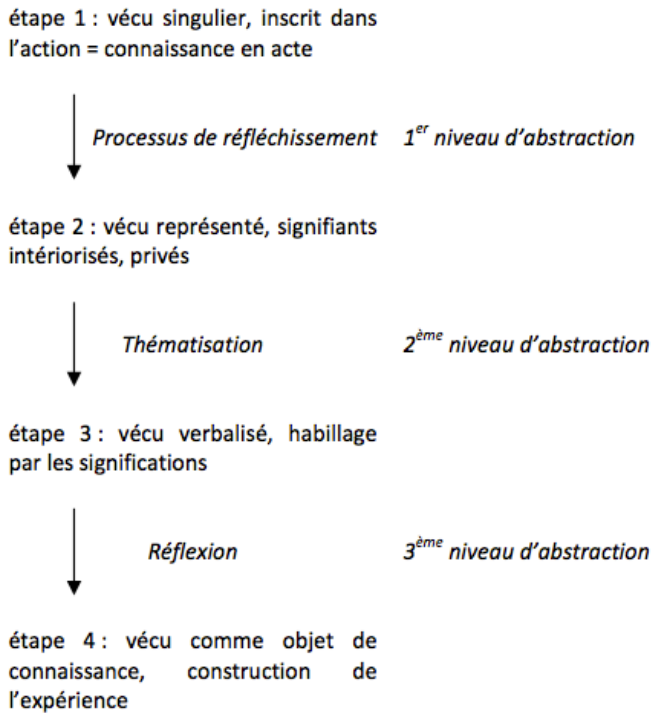 étape 1 : vécu singulier, inscrit dans
l'action = connaissance en acte
Processus de réfléchissement 1er niveau d'abstraction
étape 2 : vécu représenté, signifiants
intériorisés, privés
Thématisation 2ème niveau d'abstraction
étape 3 : vécu verbalisé, habillage
par les significations
Réflexion 3ème niveau d'abstraction
étape 4 : vécu comme objet de
connaissance, construction de
l'expérience